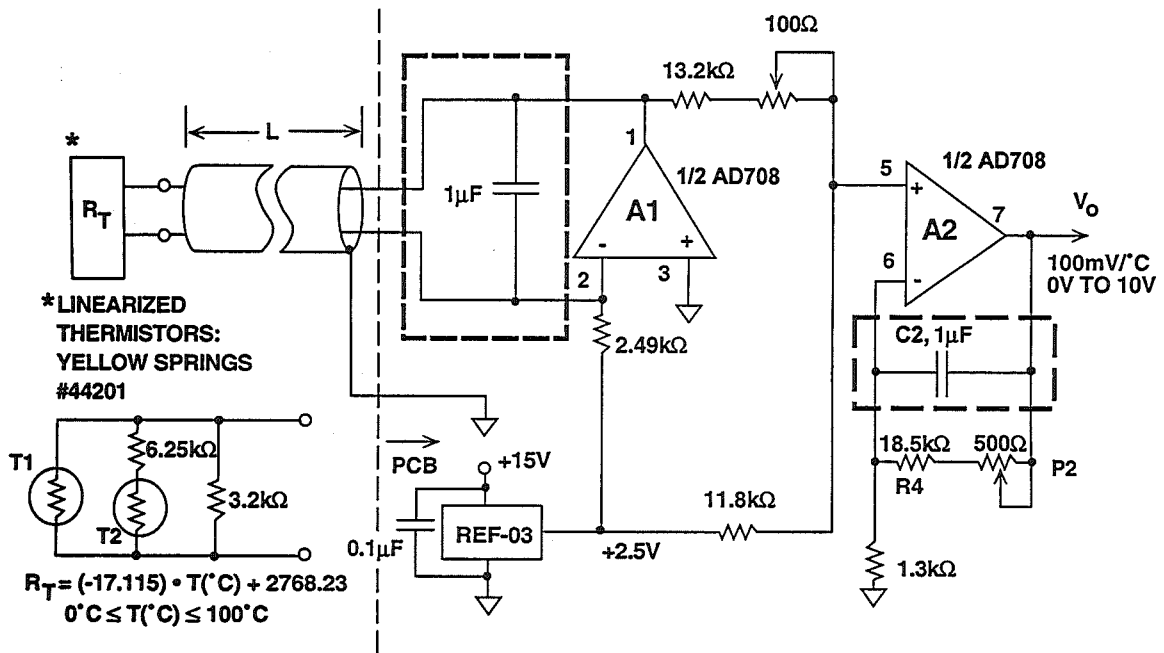 100Ω
13.2kΩ
L
*
1
1/2 AD708
1/2 AD708
5
+
RT
1μF
A1
A2
7
VO
-
+
6
-
100mV/°C
0V TO 10V
2
3
*LINEARIZED
THERMISTORS:
YELLOW SPRINGS
#44201
2.49kΩ
C2, 1μF
6.25kΩ
T1
PCB
+15V
18.5kΩ
500Ω
R4
P2
3.2kΩ
11.8kΩ
T2
0.1μF
REF-03
+2.5V
1.3kΩ
RT = (-17.115) • T(°C) + 2768.23
0°C ≤ T(°C) ≤ 100°C